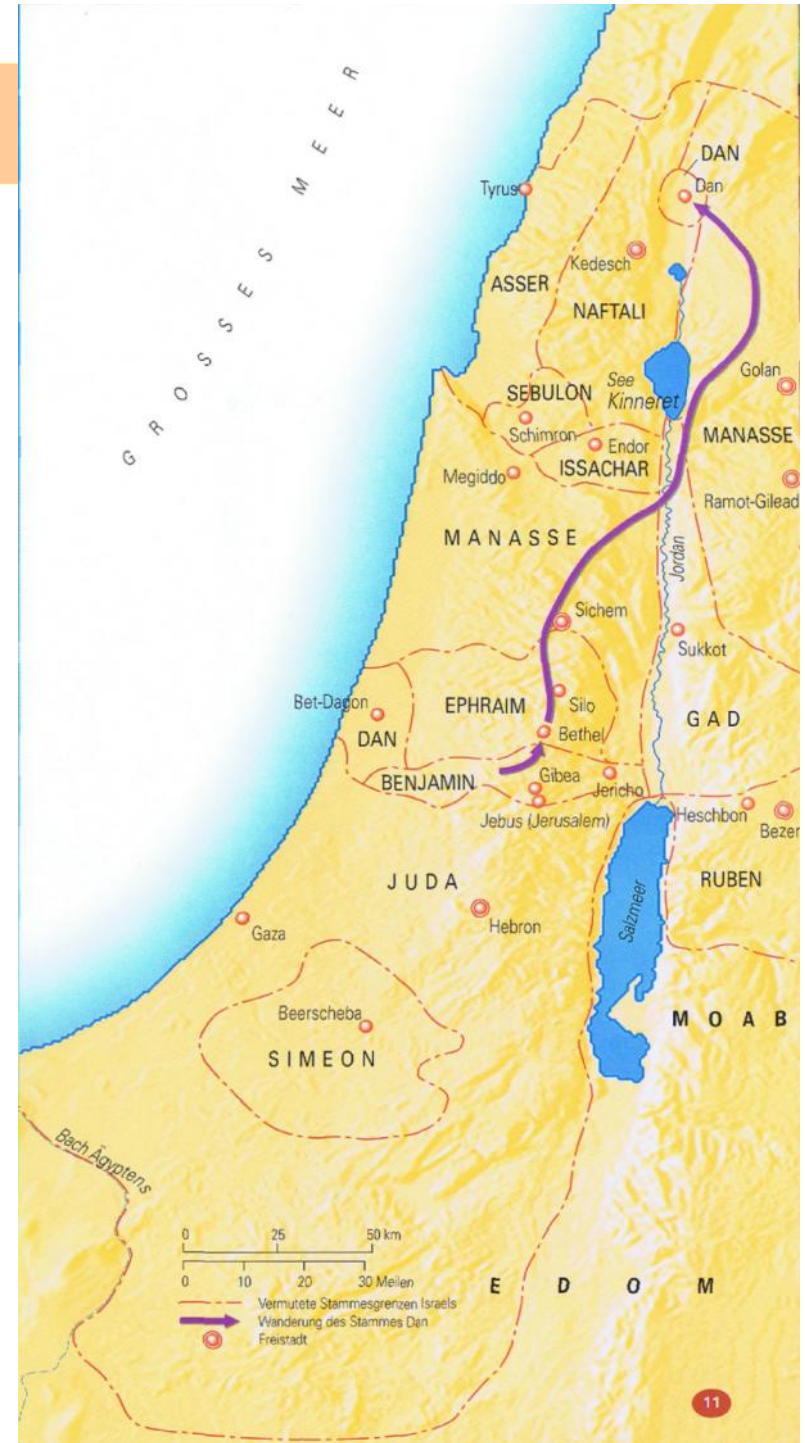 GROSSES MEER
DAN
Dan
Tyrus
Kedesch
ASSER
NAFTALI
Golan
SEBULON
See
Kinneret
Schimron
Endor
MANASSE
ISSACHAR
Megiddo
Ramot-Gilead
MANASSE
Jordan
Sichem
Sukkot
Bet-Dagon
EPHRAIM
Silo
GAD
DAN
Bethel
BENJAMIN
Gibea
Jericho
Jebus (Jerusalem)
Heschbon
Bezer
JUDA
RUBEN
Hebron
Salzmeer
Gaza
Beerscheba
MOAB
SIMEON
Bach Ägyptens
0 25 50 km
0 10 20 30 Meilen
EDOM
Vermutete Stammesgrenzen Israels
Wanderung des Stammes Dan
Freistadt
11